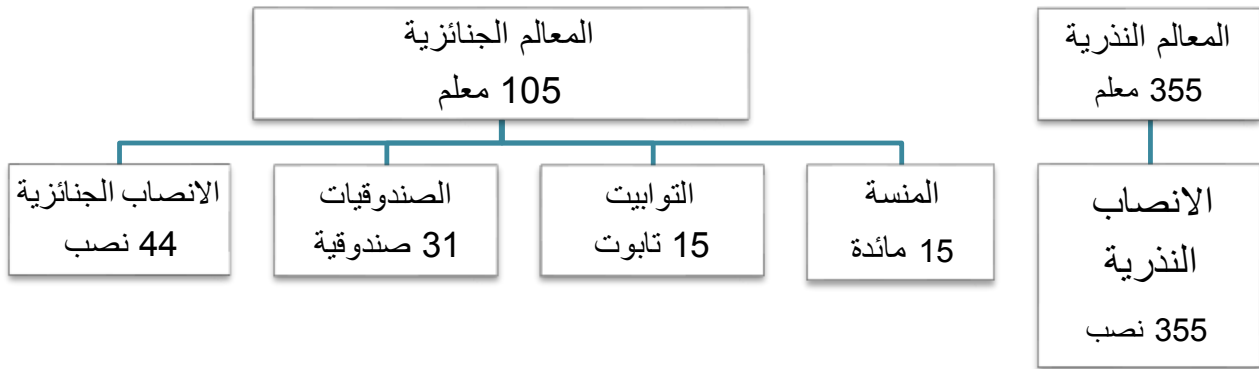 المعالم النذرية
355 معلم
المعالم الجنائزية
105 معلم
الانصاب
النذرية
355 نصب
المنسة
15 مائدة
التوابيت
15 تابوت
الصندوقيات
31 صندوقية
الانصاب الجنائزية
44 نصب